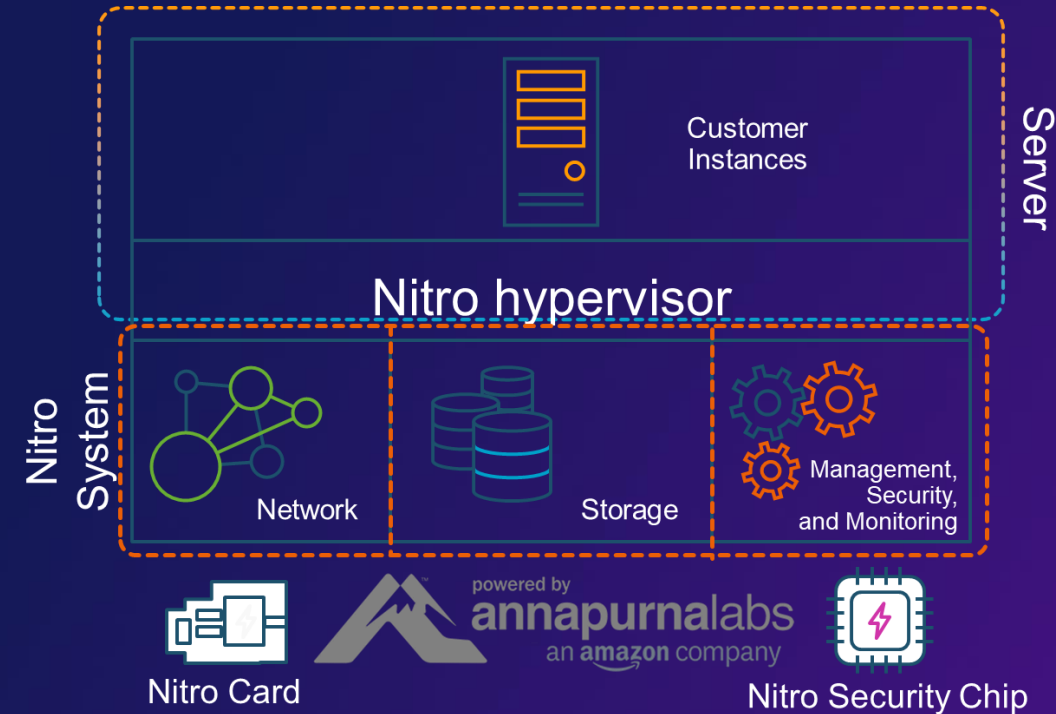 Customer
Instances
Server
Nitro hypervisor
Nitro
System
Network
Storage
Management,
Security,
and Monitoring
powered by
annapurnalabs
an amazon company
™
Nitro Card
Nitro Security Chip